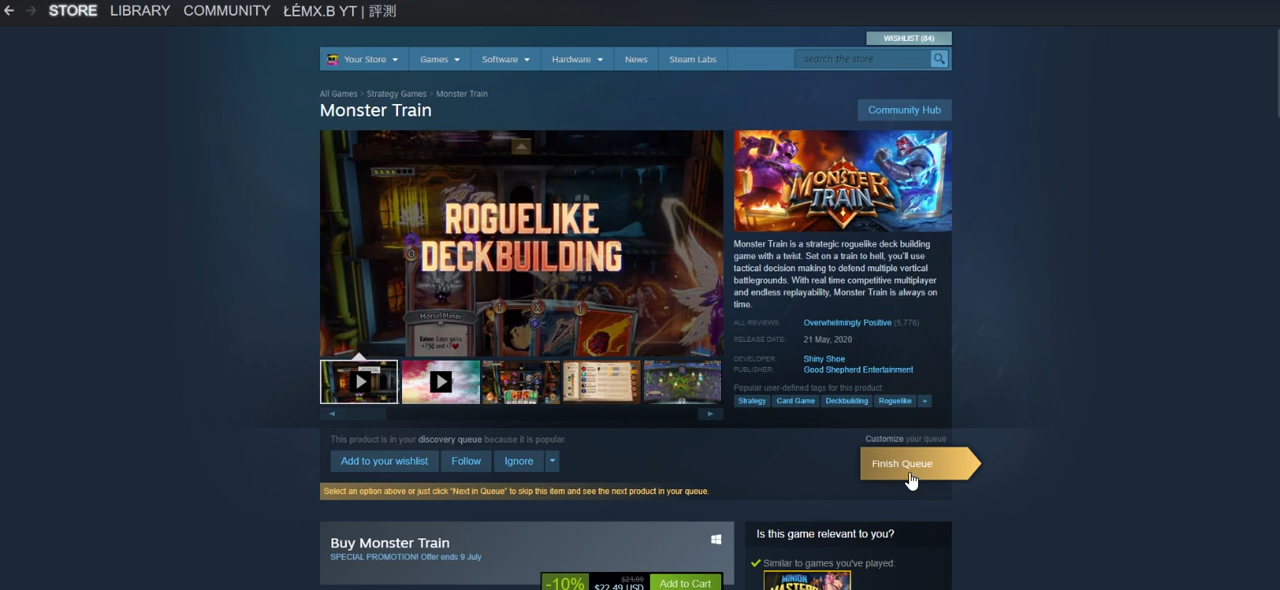 STORE LIBRARY COMMUNITY ŁÉMX.B YT | 評測
WISHLIST (84)
Your Store Games Software Hardware News Steam Labs search the store
All Games > Strategy Games > Monster Train
Monster Train
Community Hub
ROGUELIKE
DECKBUILDING
Morsel Miner
MONSTER
TRAIN
Monster Train is a strategic roguelike deck building
game with a twist. Set on a train to hell, you'll use
tactical decision making to defend multiple vertical
battlegrounds. With real time competitive multiplayer
and endless replayability, Monster Train is always on
time.
ALL REVIEWS: Overwhelmingly Positive (5,776)
RELEASE DATE: 21 May, 2020
DEVELOPER: Shiny Shoe
PUBLISHER: Good Shepherd Entertainment
Popular user-defined tags for this product:
Strategy Card Game Deckbuilding Roguelike +
This product is in your discovery queue because it is popular.
Customize your queue
Add to your wishlist Follow Ignore
Finish Queue
Select an option above or just click "Next in Queue" to skip this item and see the next product in your queue.
Buy Monster Train
SPECIAL PROMOTION! Offer ends 9 July
-10% $24.99 $22.49 USD Add to Cart
Is this game relevant to you?
Similar to games you've played:
MINION
MASTERS